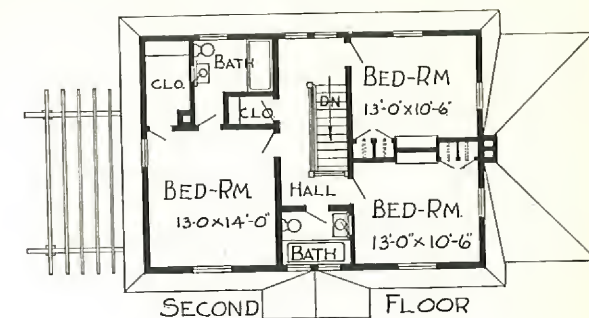 BATH
CLO.
CLO.
DN
BED-RM
13'-0"X10'-6"
BED-RM.
13-0X14'-0"
HALL
BED-RM.
13'-0"X10'-6"
BATH
SECOND FLOOR